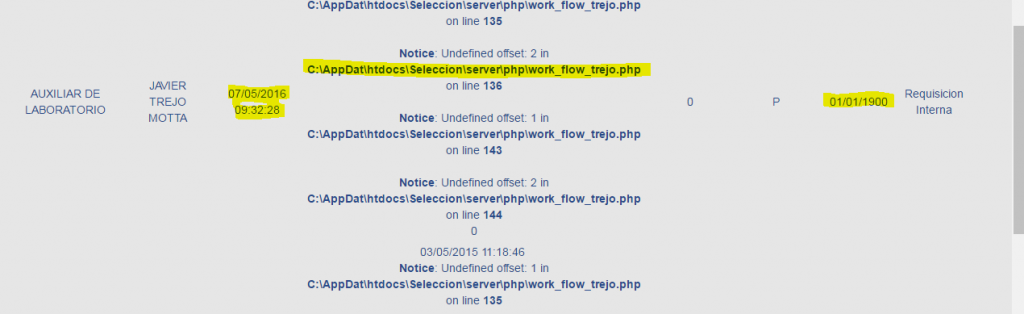 C:\AppDat\htdocs\Seleccion\server\php\work_flow_trejo.php
on line 135
Notice: Undefined offset: 2 in
C:\AppDat\htdocs\Seleccion\server\php\work_flow_trejo.php
on line 136
AUXILIAR DE
LABORATORIO
JAVIER
TREJO
MOTTA
07/05/2016
09:32:28
0
P
01/01/1900
Requisicion
Interna
Notice: Undefined offset: 1 in
C:\AppDat\htdocs\Seleccion\server\php\work_flow_trejo.php
on line 143
Notice: Undefined offset: 2 in
C:\AppDat\htdocs\Seleccion\server\php\work_flow_trejo.php
on line 144
0
03/05/2015 11:18:46
Notice: Undefined offset: 1 in
C:\AppDat\htdocs\Seleccion\server\php\work_flow_trejo.php
on line 135